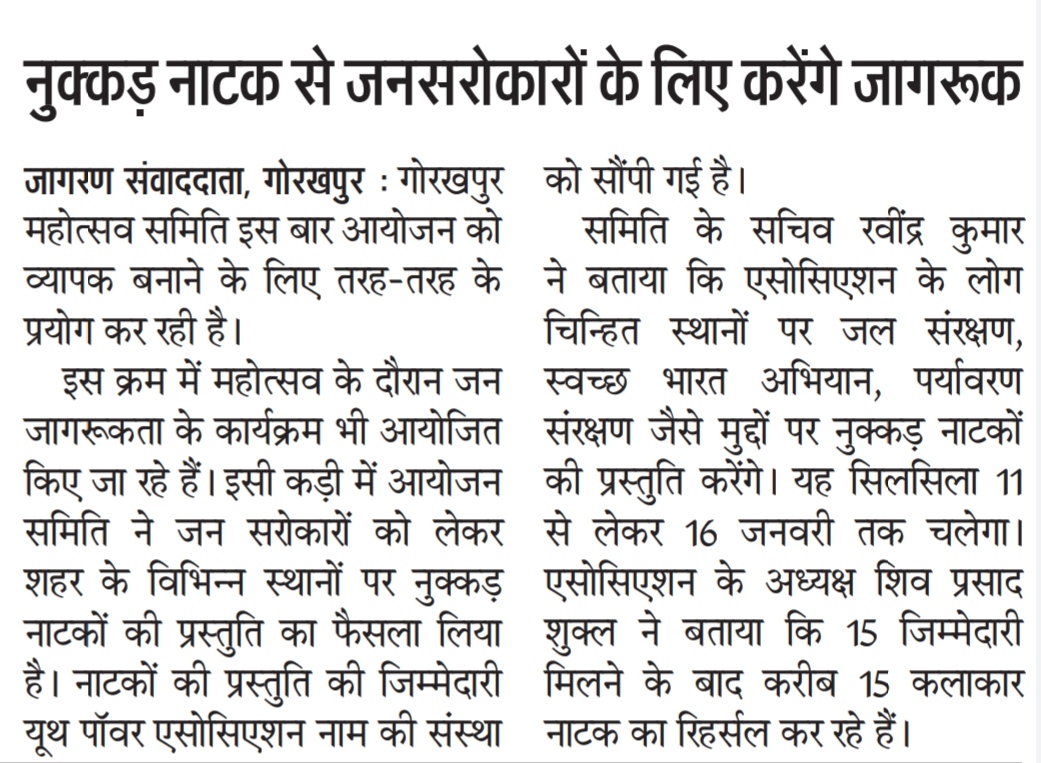 नुक्कड़ नाटक से जनसरोकारों के लिए करेंगे जागरूक
जागरण संवाददाता, गोरखपुर : गोरखपुर
महोत्सव समिति इस बार आयोजन को
व्यापक बनाने के लिए तरह-तरह के
प्रयोग कर रही है।
इस क्रम में महोत्सव के दौरान जन
जागरूकता के कार्यक्रम भी आयोजित
किए जा रहे हैं। इसी कड़ी में आयोजन
समिति ने जन सरोकारों को लेकर
शहर के विभिन्न स्थानों पर नुक्कड़
नाटकों की प्रस्तुति का फैसला लिया
है। नाटकों की प्रस्तुति की जिम्मेदारी
यूथ पॉवर एसोसिएशन नाम की संस्था
को सौंपी गई है।
समिति के सचिव रवींद्र कुमार
ने बताया कि एसोसिएशन के लोग
चिन्हित स्थानों पर जल संरक्षण,
स्वच्छ भारत अभियान, पर्यावरण
संरक्षण जैसे मुद्दों पर नुक्कड़ नाटकों
की प्रस्तुति करेंगे। यह सिलसिला 11
से लेकर 16 जनवरी तक चलेगा।
एसोसिएशन के अध्यक्ष शिव प्रसाद
शुक्ल ने बताया कि 15 जिम्मेदारी
मिलने के बाद करीब 15 कलाकार
नाटक का रिहर्सल कर रहे हैं।